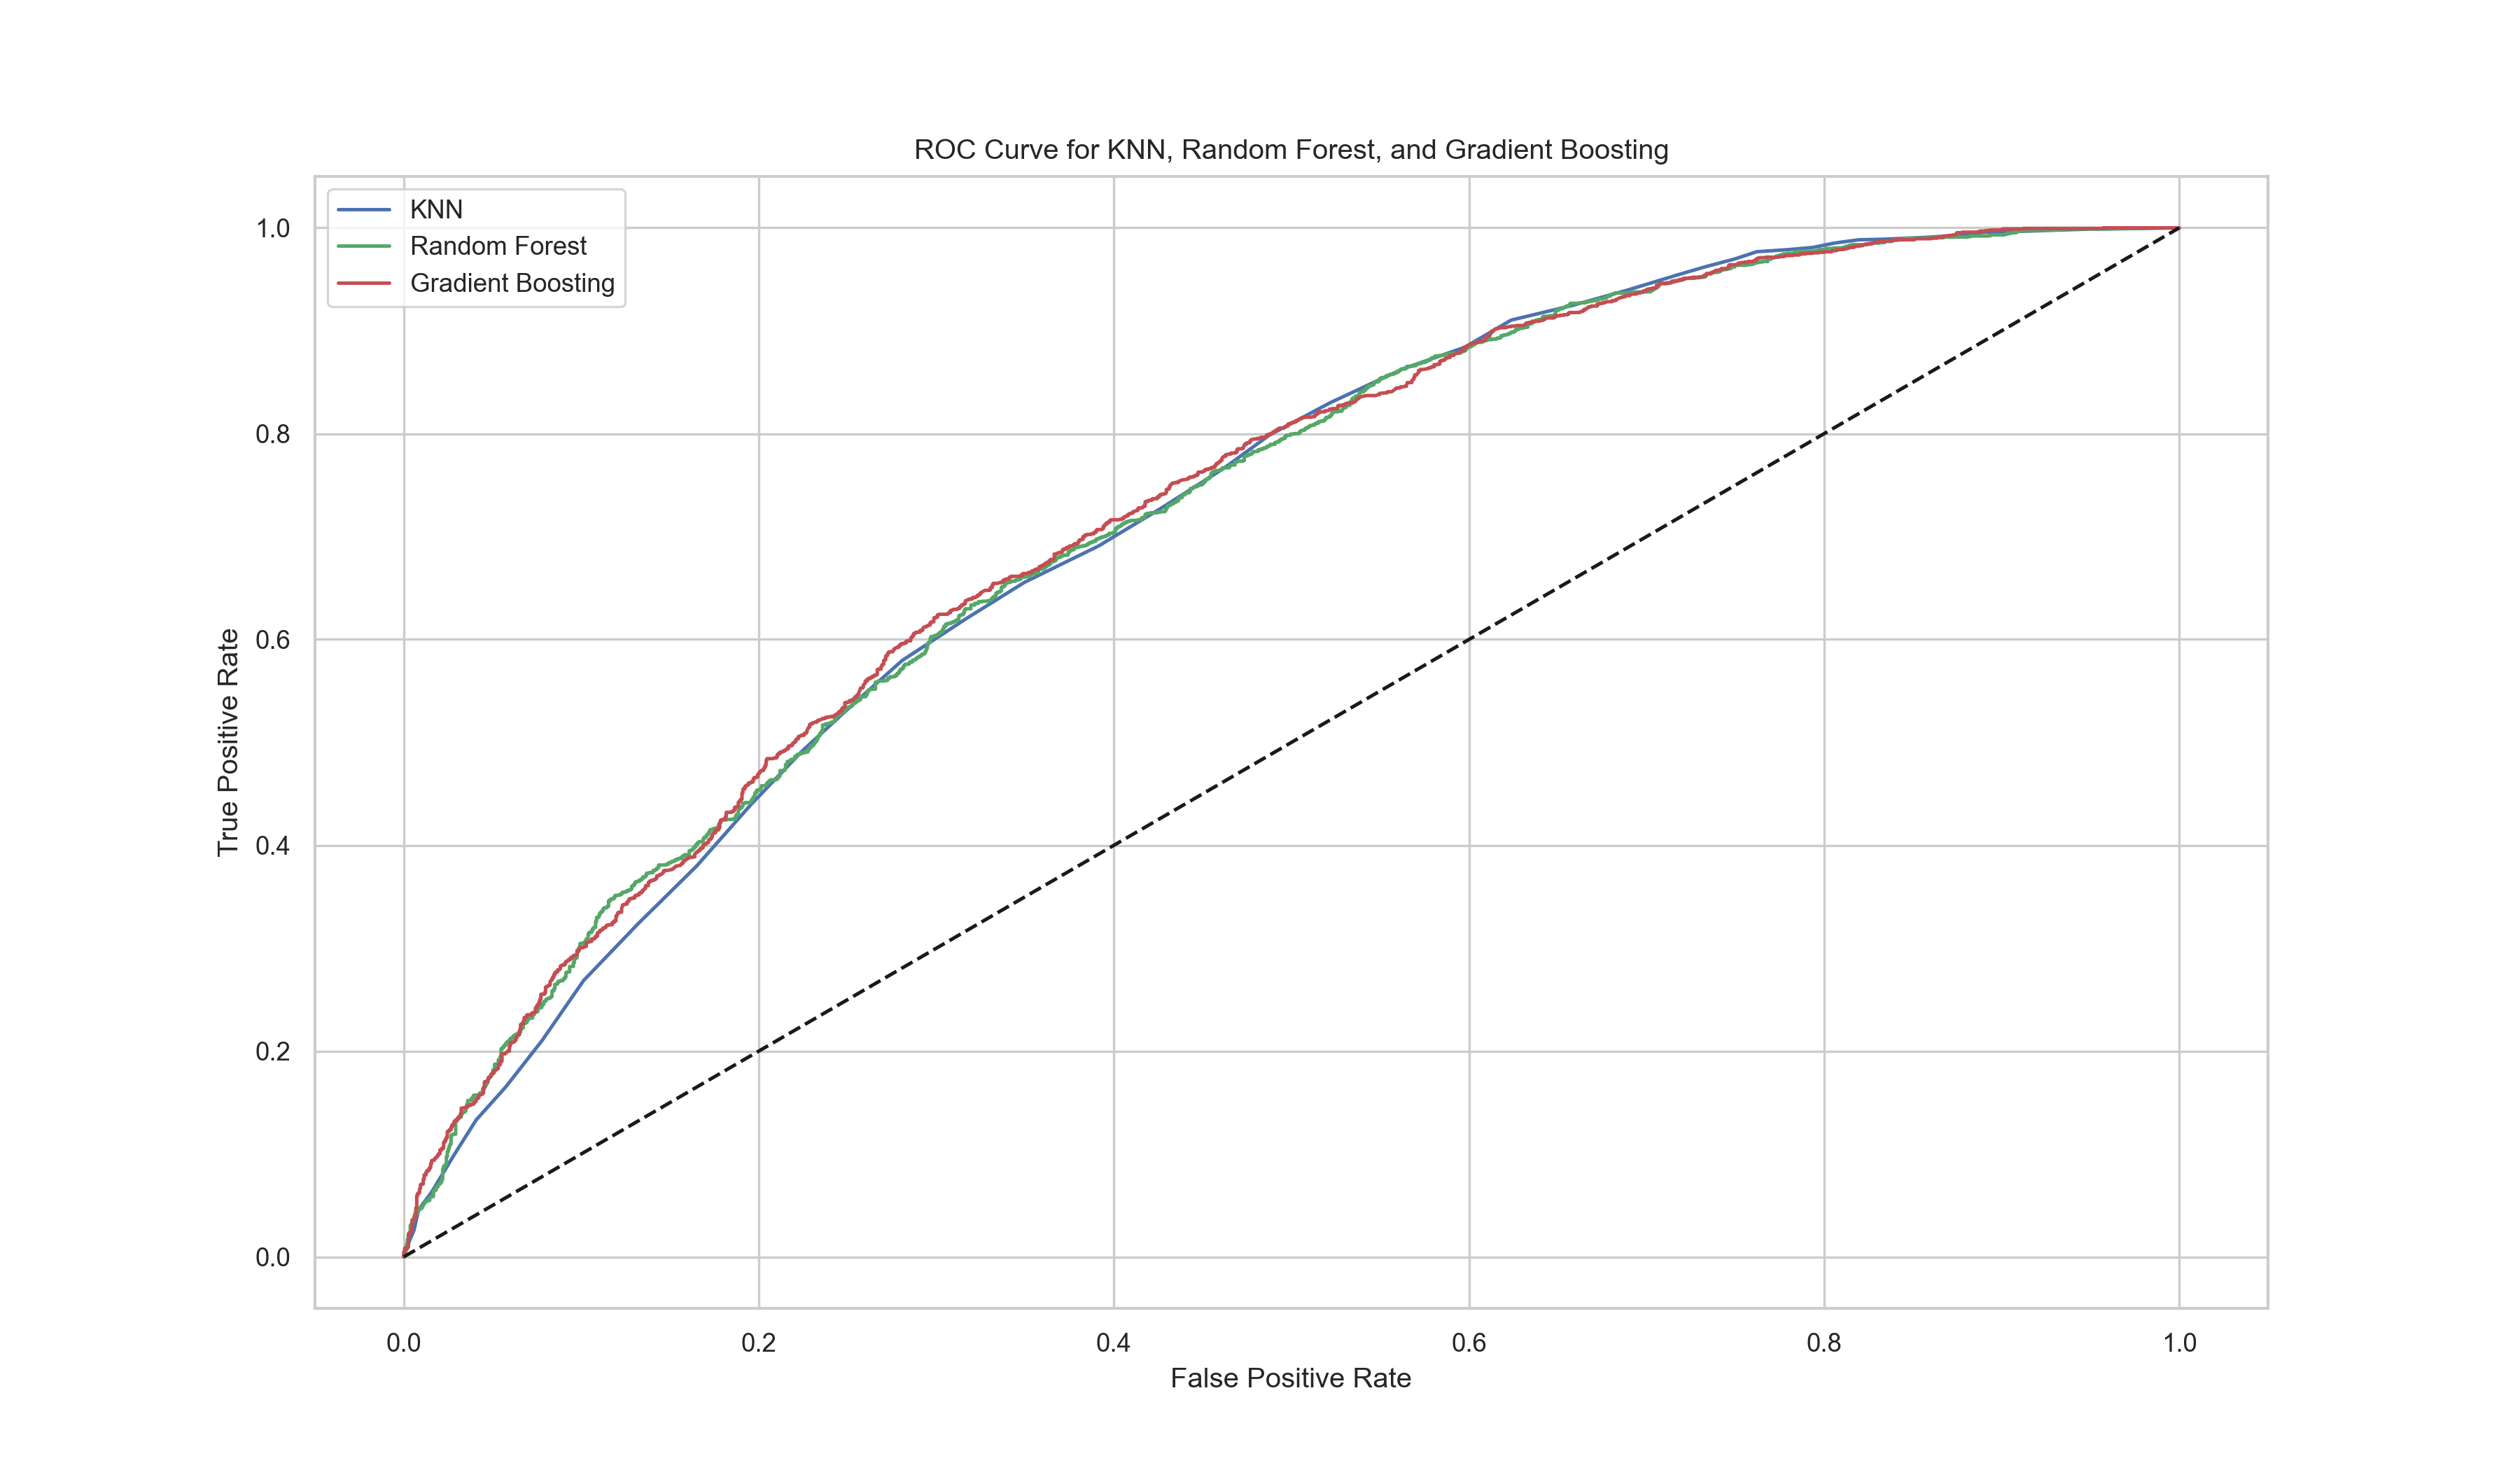 ROC Curve for KNN, Random Forest, and Gradient Boosting
KNN
Random Forest
Gradient Boosting
1.0
0.8
0.6
0.4
0.2
0.0
True Positive Rate
0.0 0.2 0.4 0.6 0.8 1.0
False Positive Rate